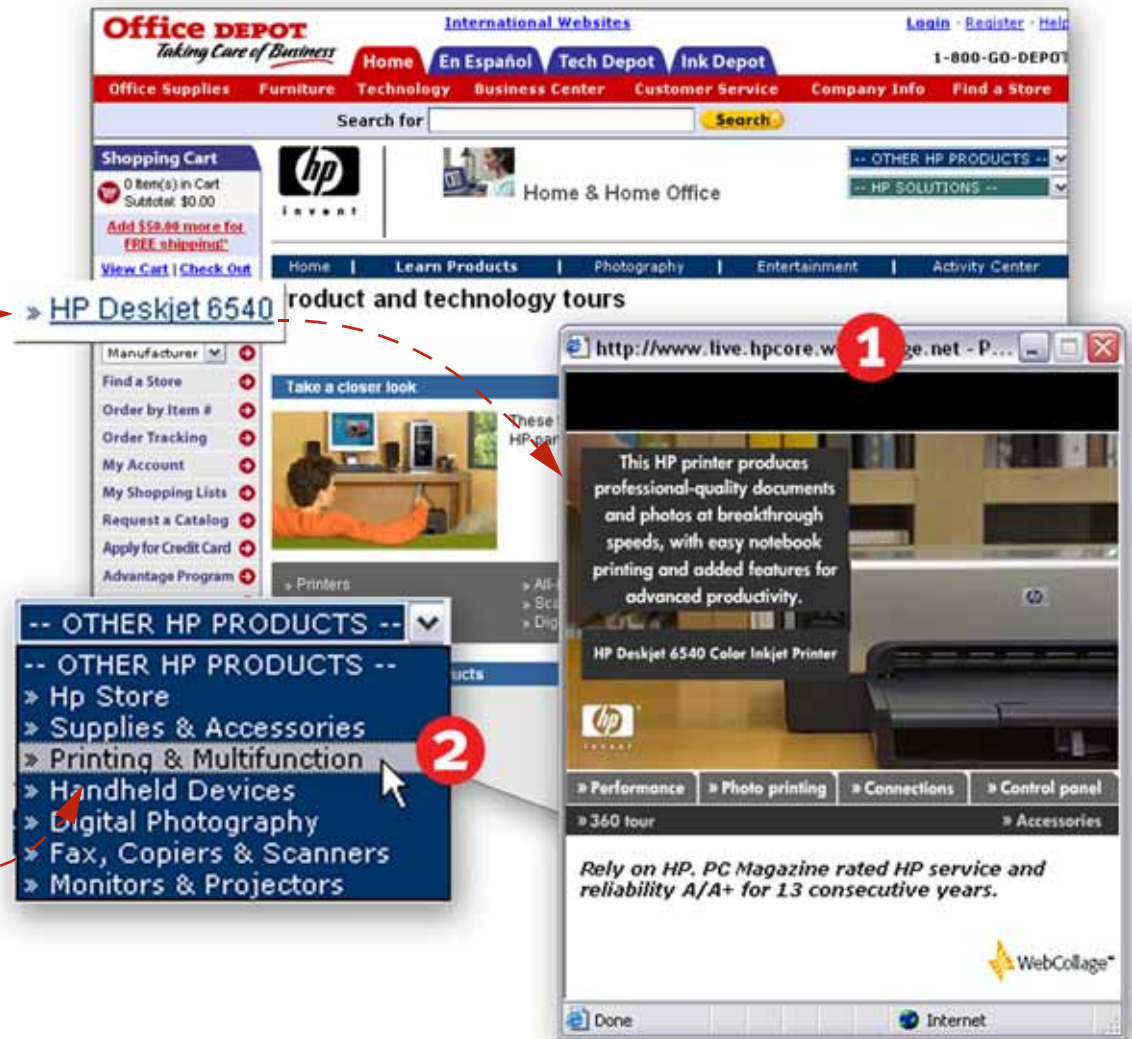 Office DEPOT
Taking Care of Business
International Websites
Login · Register · Help
1-800-GO-DEPOT
Home En Español Tech Depot Ink Depot
Office Supplies Furniture Technology Business Center Customer Service Company Info Find a Store
Search for Search
Shopping Cart
0 Item(s) in Cart
Subtotal: $0.00
Add $50.00 more for
FREE shipping!*
View Cart | Check Out
hp
invent
Home & Home Office
-- OTHER HP PRODUCTS --
-- HP SOLUTIONS --
Home | Learn Products | Photography | Entertainment | Activity Center
roduct and technology tours
» HP Deskjet 6540
Manufacturer
Find a Store
Order by Item #
Order Tracking
My Account
My Shopping Lists
Request a Catalog
Apply for Credit Card
Advantage Program
Take a closer look
These
HP
» Printers
» All-
» Sca
» Dig
ucts
-- OTHER HP PRODUCTS --
-- OTHER HP PRODUCTS --
» Hp Store
» Supplies & Accessories
» Printing & Multifunction
» Handheld Devices
» Digital Photography
» Fax, Copiers & Scanners
» Monitors & Projectors
2
1
http://www.live.hpcore.w ge.net - P...
This HP printer produces
professional-quality documents
and photos at breakthrough
speeds, with easy notebook
printing and added features for
advanced productivity.
HP Deskjet 6540 Color Inkjet Printer
hp
invent
» Performance » Photo printing » Connections » Control panel
» 360 tour » Accessories
Rely on HP. PC Magazine rated HP service and
reliability A/A+ for 13 consecutive years.
WebCollage™
Done Internet